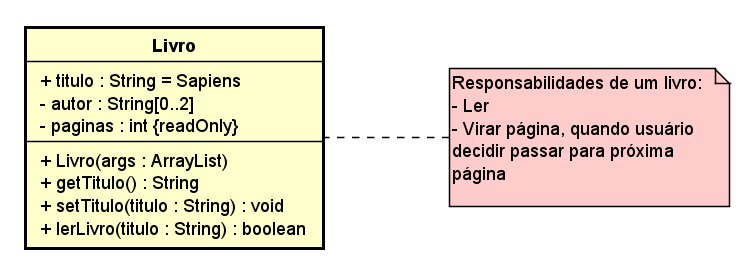 Livro
+ titulo : String = Sapiens
- autor : String[0..2]
- paginas : int {readOnly}
+ Livro(args : ArrayList)
+ getTitulo() : String
+ setTitulo(titulo : String) : void
+ lerLivro(titulo : String) : boolean
Responsabilidades de um livro:
- Ler
- Virar página, quando usuário
decidir passar para próxima
página